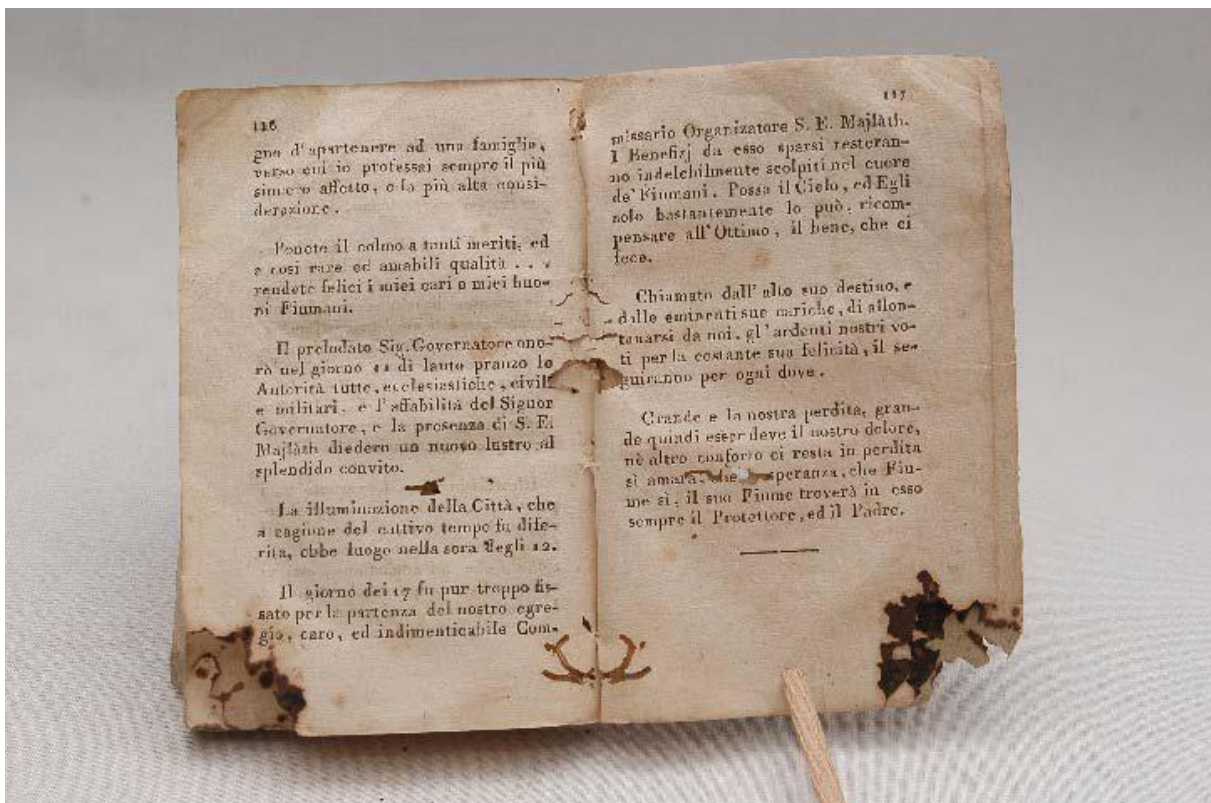 116
gno d'apartenere ad una famiglia,
verso cui io professai sempre il più
sincero affetto, e la più alta consi-
derazione.
Ponete il colmo a tanti meriti, ed
a così rare ed amabili qualità . . .
rendete felici i miei cari o miei buo-
ni Fiumani.
Il prelodato Sig. Governatore ono-
rò nel giorno 11 di lauto pranzo le
Autorità tutte, ecclesiastiche, civili
e militari, e l'affabilità del Signor
Governatore, e la presenza di S. E.
Majlàth diedero un nuovo lustro al
splendido convito.
La illuminazione della Città, che
a cagione del cattivo tempo fu dife-
rita, ebbe luogo nella sera degli 12.
Il giorno dei 17 fu pur troppo fis-
sato per la partenza del nostro egre-
gio, caro, ed indimenticabile Com-
117
missario Organizatore S. E. Majlàth.
I Benefizj da esso sparsi resteran-
no indelebilmente scolpiti nel cuore
de' Fiumani. Possa il Cielo, ed Egli
solo bastantemente lo può, ricom-
pensare all'Ottimo, il bene, che ci
fece.
Chiamato dall'alto suo destino, e
dalle eminenti sue cariche, di allon-
tanarsi da noi, gl'ardenti nostri vo-
ti per la costante sua felicità, il se-
guiranno per ogni dove.
Grande e la nostra perdita, gran-
de quindi esser deve il nostro dolore,
nè altro conforto ci resta in perdita
sì amara, che speranza, che Fiu-
me sì, il suo Fiume troverà in esso
sempre il Protettore, ed il Padre.